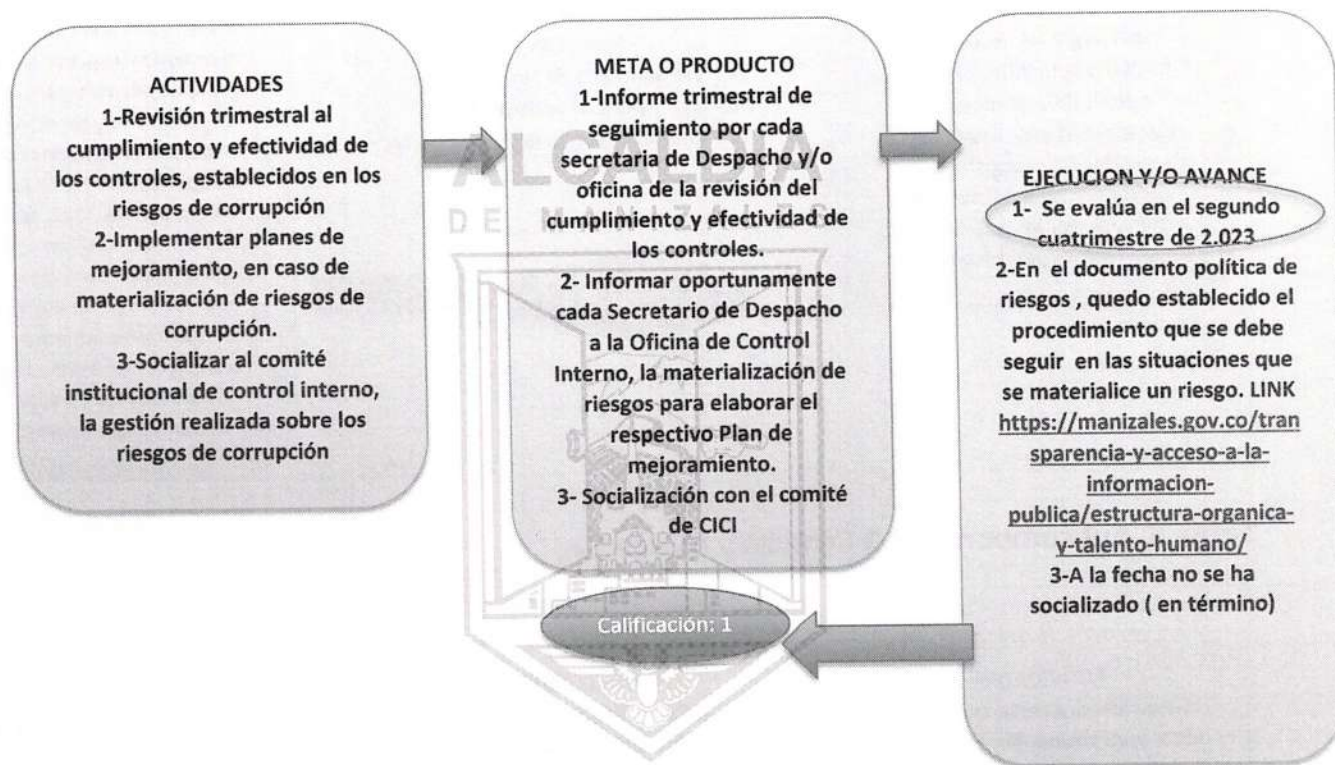 ACTIVIDADES
1-Revisión trimestral al
cumplimiento y efectividad de
los controles, establecidos en los
riesgos de corrupción
2-Implementar planes de
mejoramiento, en caso de
materialización de riesgos de
corrupción.
3-Socializar al comité
institucional de control interno,
la gestión realizada sobre los
riesgos de corrupción
META O PRODUCTO
1-Informe trimestral de
seguimiento por cada
secretaria de Despacho y/o
oficina de la revisión del
cumplimiento y efectividad de
los controles.
2- Informar oportunamente
cada Secretario de Despacho
a la Oficina de Control
Interno, la materialización de
riesgos para elaborar el
respectivo Plan de
mejoramiento.
3- Socialización con el comité
de CICI
EJECUCION Y/O AVANCE
1- Se evalúa en el segundo
cuatrimestre de 2.023
2-En el documento política de
riesgos , quedo establecido el
procedimiento que se debe
seguir en las situaciones que
se materialice un riesgo. LINK
https://manizales.gov.co/tran
sparencia-y-acceso-a-la-
informacion-
publica/estructura-organica-
y-talento-humano/
3-A la fecha no se ha
socializado ( en término)
Calificación: 1
ALCALDIA
DE MANIZALES